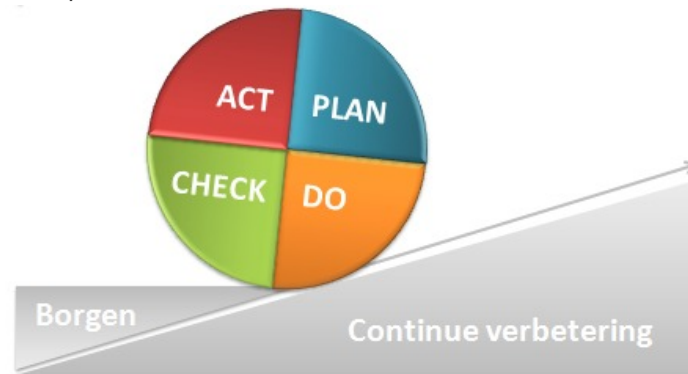 ACT
PLAN
CHECK
DO
Borgen
Continue verbetering